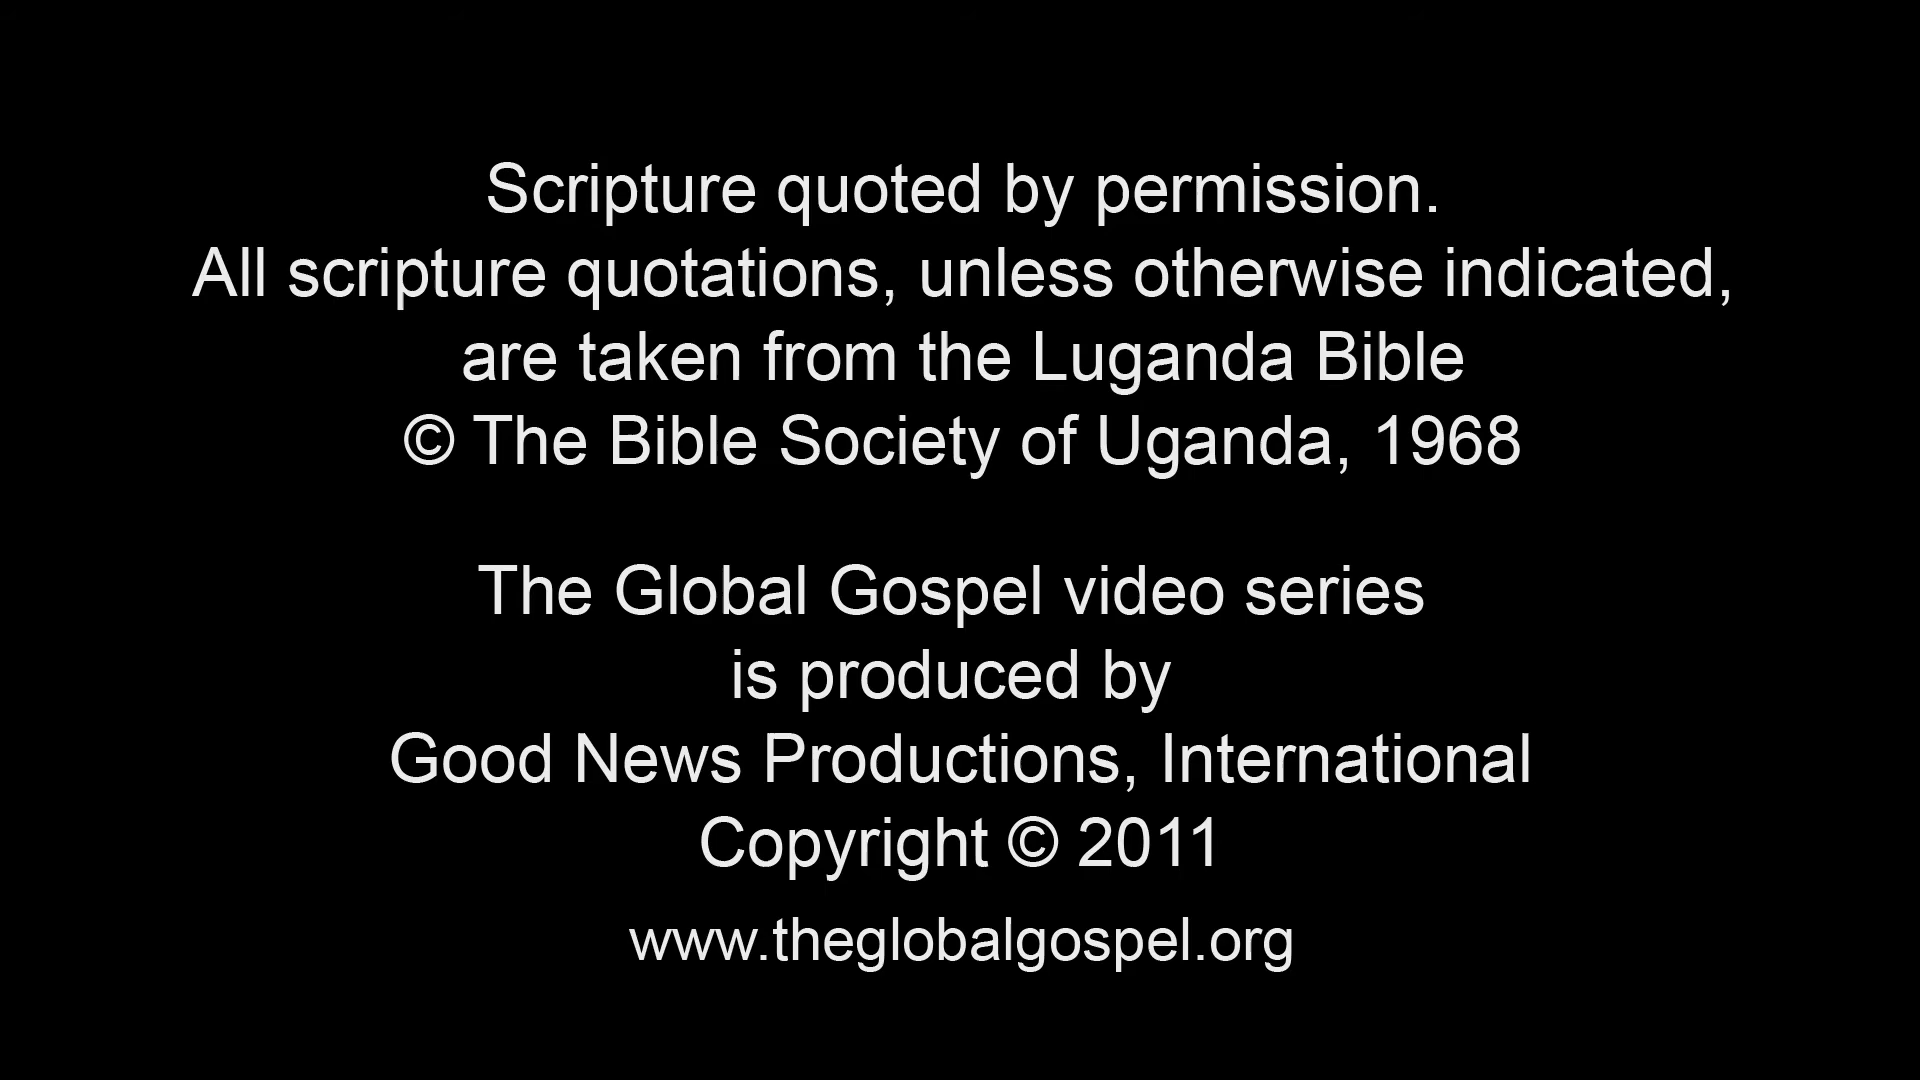 Scripture quoted by permission.
All scripture quotations, unless otherwise indicated,
are taken from the Luganda Bible
© The Bible Society of Uganda, 1968
The Global Gospel video series
is produced by
Good News Productions, International
Copyright © 2011
www.theglobalgospel.org